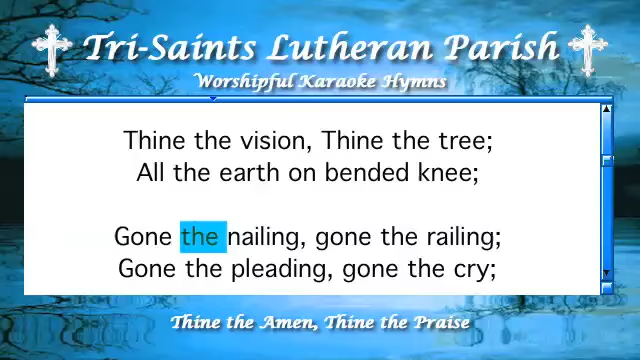 Tri-Saints Lutheran Parish
Worshipful Karaoke Hymns
Thine the vision, Thine the tree;
All the earth on bended knee;
Gone the nailing, gone the railing;
Gone the pleading, gone the cry;
Thine the Amen, Thine the Praise